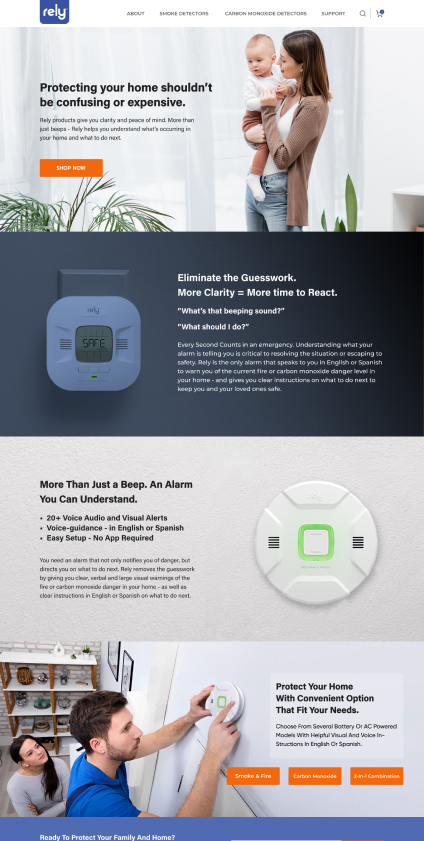 rely
ABOUT SMOKE DETECTORS CARBON MONOXIDE DETECTORS SUPPORT
Protecting your home shouldn't
be confusing or expensive.
Rely products give you clarity and peace of mind. More than
just beeps - Rely helps you understand what's occurring in
your home and what to do next.
SHOP NOW
rely
SAFE
Eliminate the Guesswork.
More Clarity = More time to React.
"What's that beeping sound?"
"What should I do?"
Every Second Counts in an emergency. Understanding what your
alarm is telling you is critical to resolving the situation or escaping to
safety. Rely is the only alarm that speaks to you in English or Spanish
to warn you of the current fire or carbon monoxide danger level in
your home - and gives you clear instructions on what to do next to
keep you and your loved ones safe.
More Than Just a Beep. An Alarm
You Can Understand.
• 20+ Voice Audio and Visual Alerts
• Voice-guidance - in English or Spanish
• Easy Setup - No App Required
You need an alarm that not only notifies you of danger, but
directs you on what to do next. Rely removes the guesswork
by giving you clear, verbal and large visual warnings of the
fire or carbon monoxide danger in your home - as well as
clear instructions in English or Spanish on what to do next.
Protect Your Home
With Convenient Option
That Fit Your Needs.
Choose From Several Battery Or AC Powered
Models With Helpful Visual And Voice In-
Structions In English Or Spanish.
Smoke & Fire
Carbon Monoxide
2-in-1 Combination
Ready To Protect Your Family And Home?